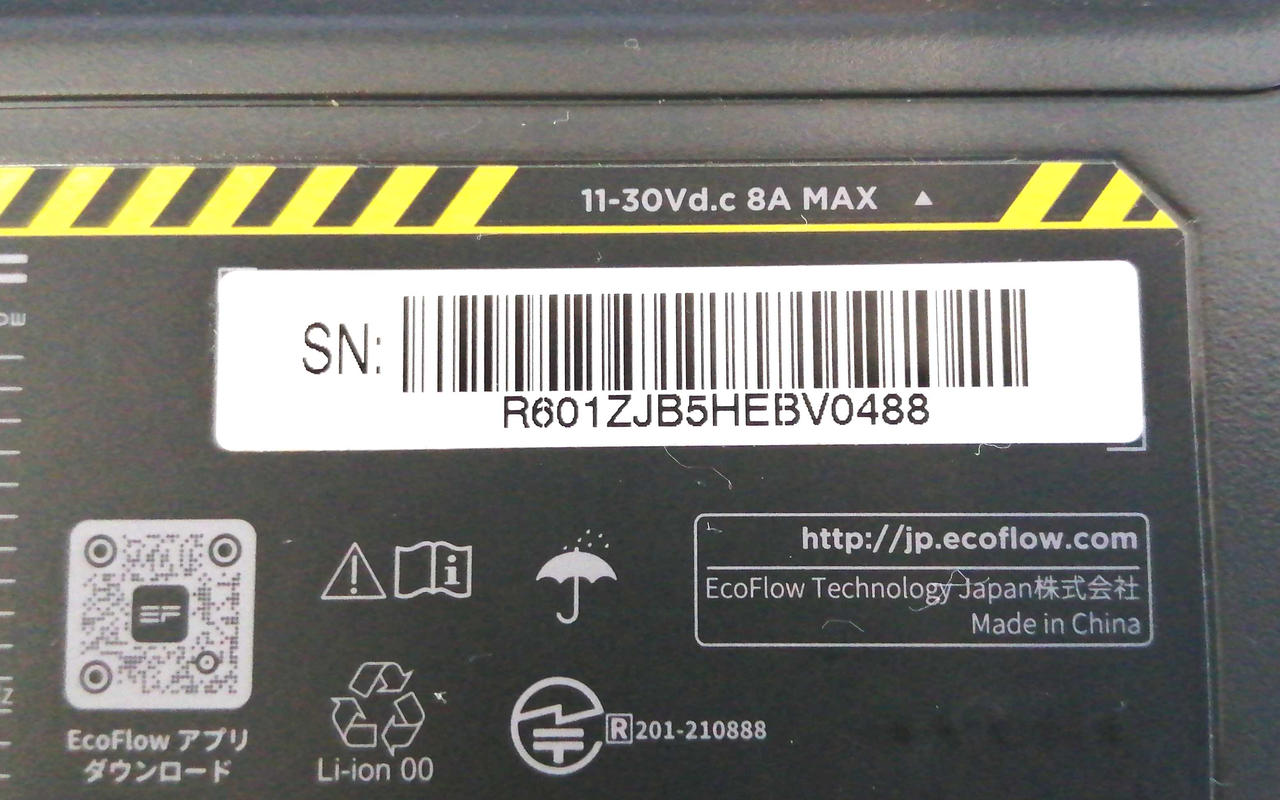 11-30Vd.c 8A MAX ▲
SN:
R601ZJB5HEBV0488
http://jp.ecoflow.com
EcoFlow Technology Japan株式会社
Made in China
EcoFlow アプリ
ダウンロード
Li-ion 00
R 201-210888